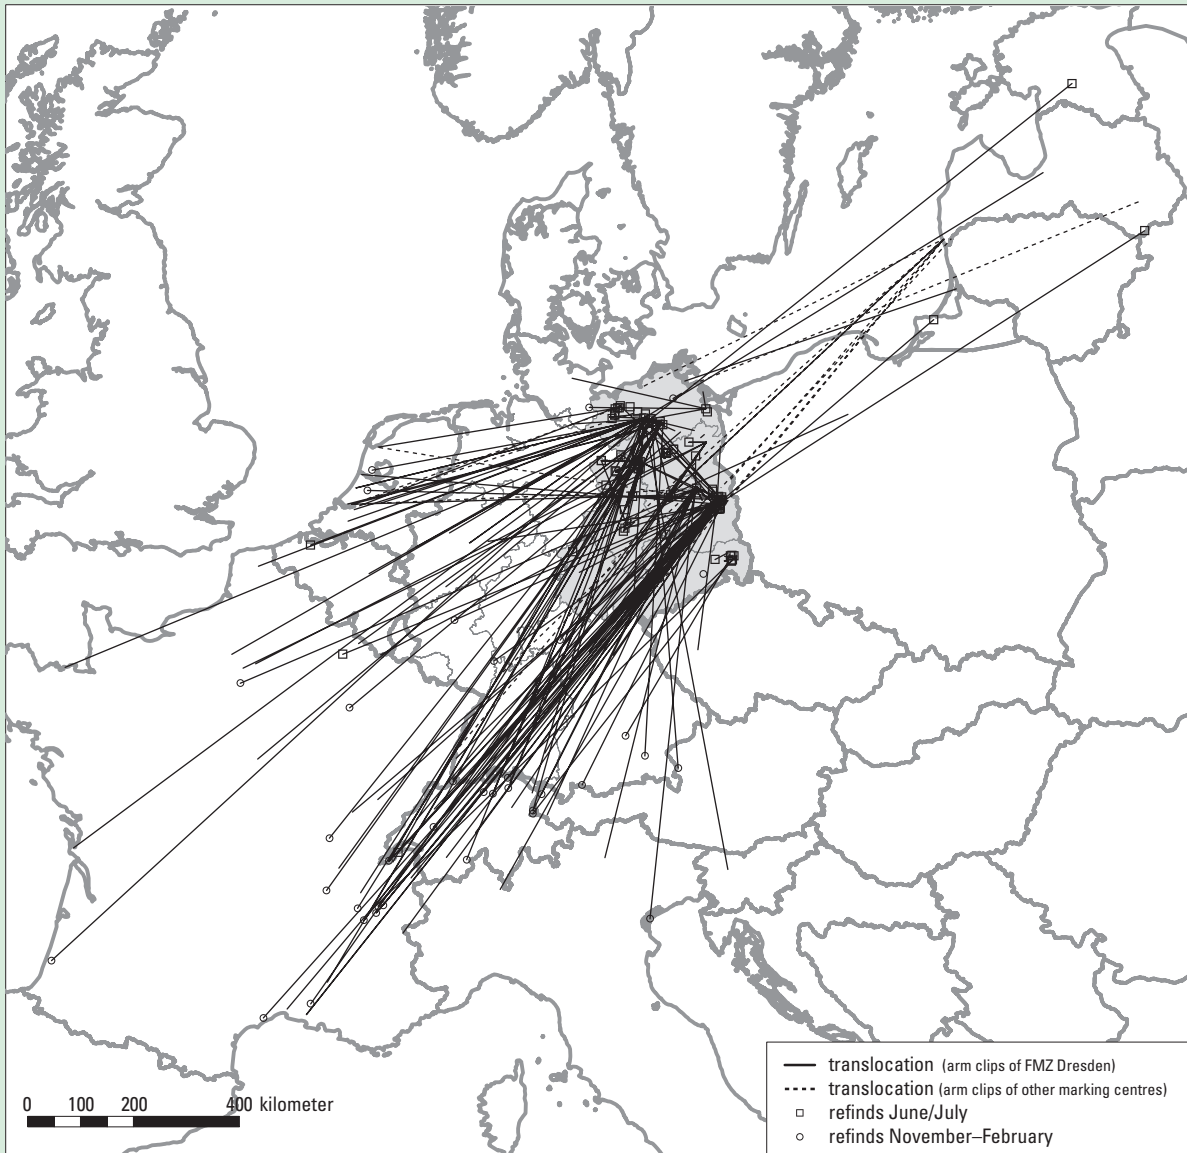 translocation (arm clips of FMZ Dresden)
translocation (arm clips of other marking centres)
refinds June/July
refinds November–February
0 100 200 400 kilometer